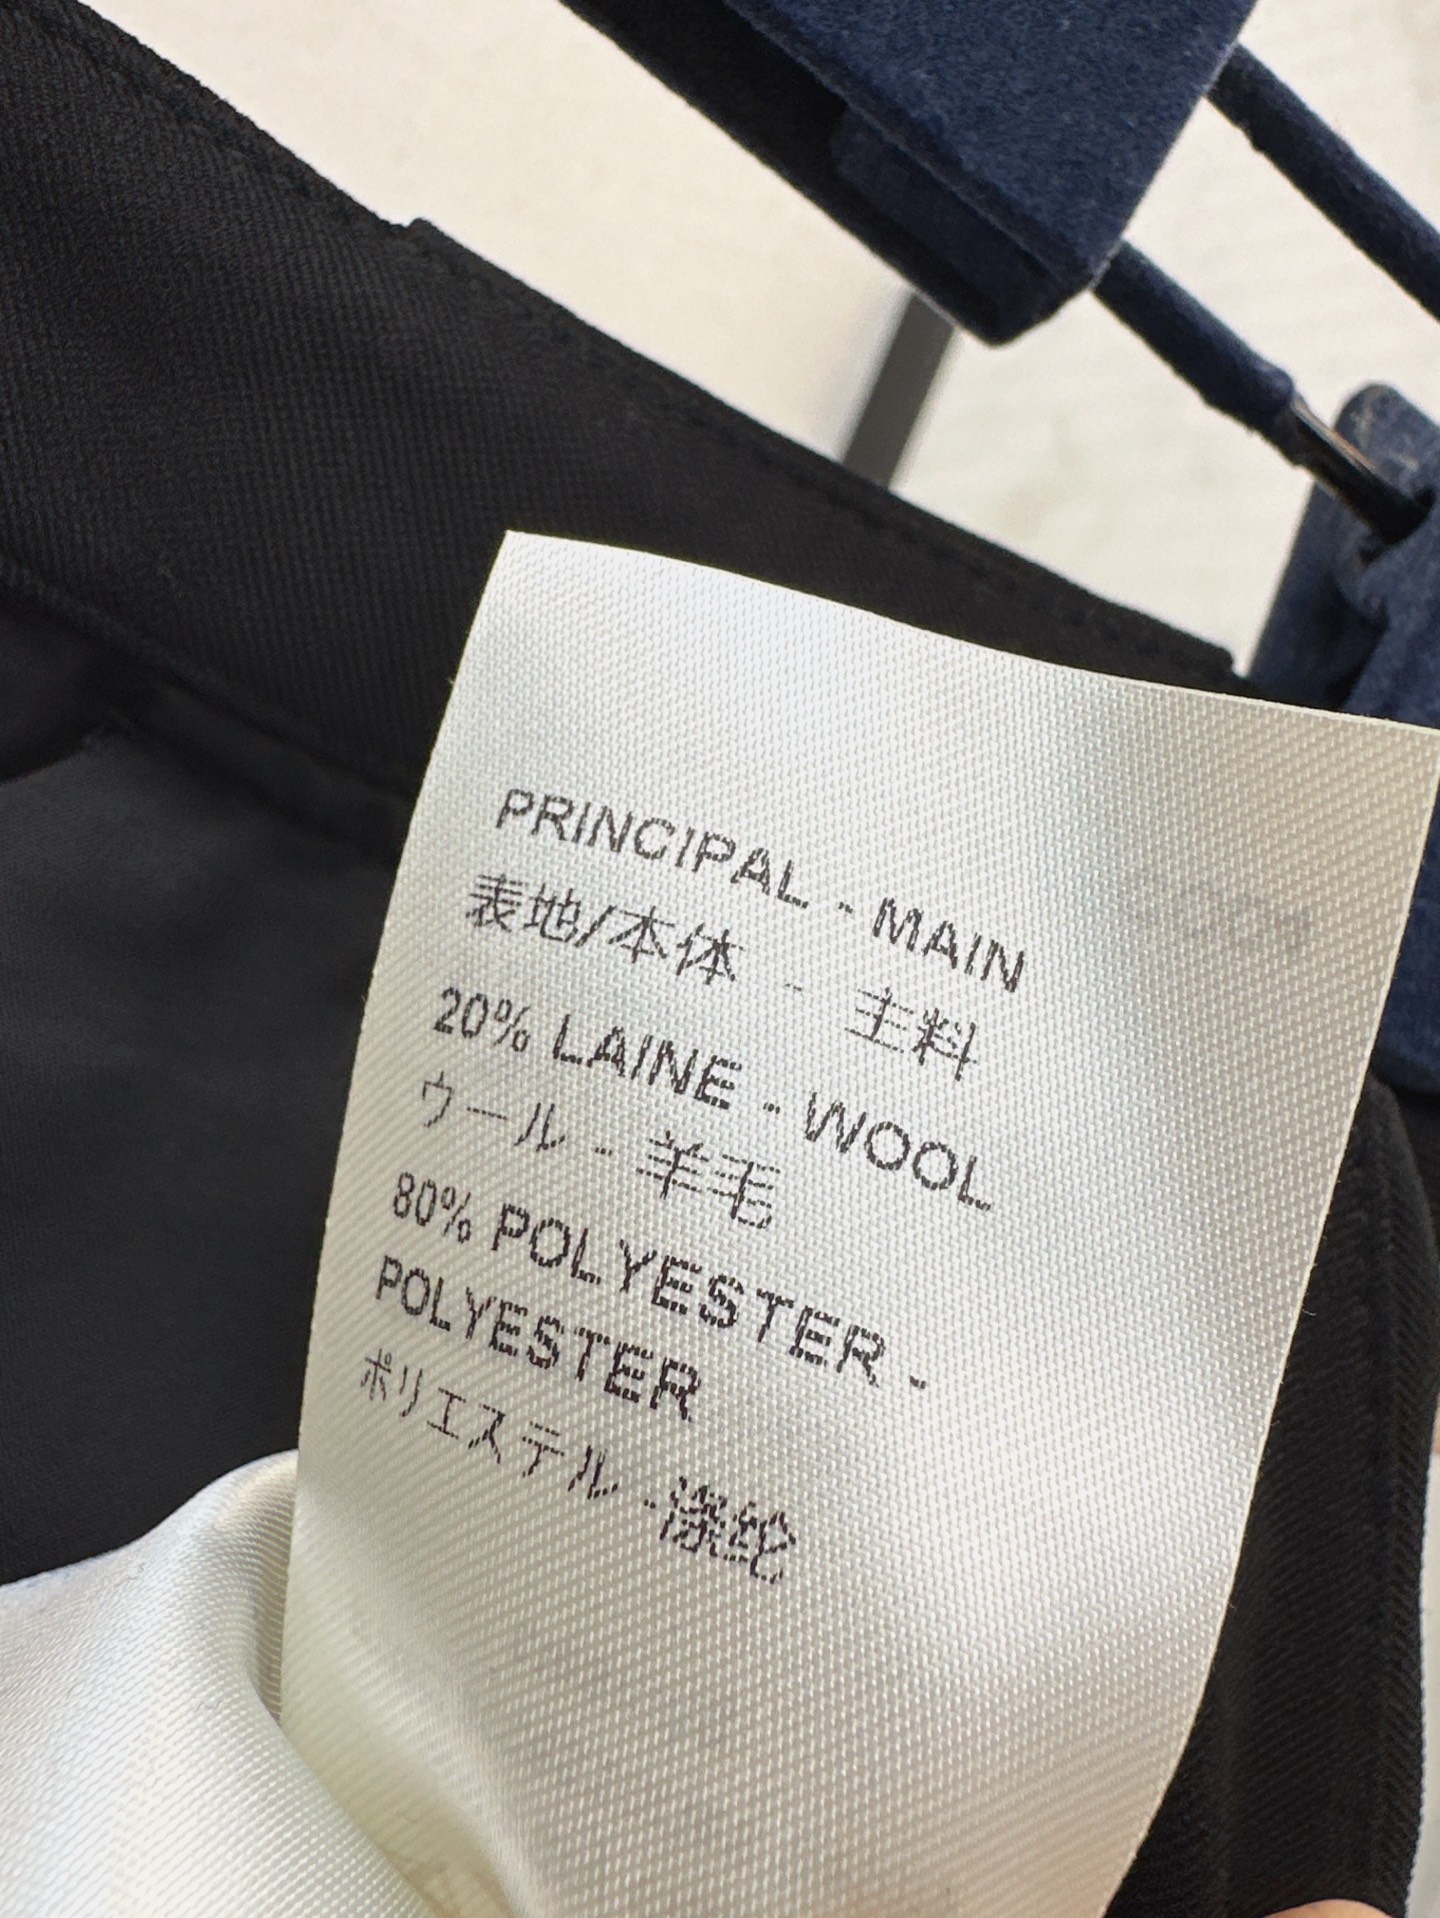 PRINCIPAL - MAIN
表地/本体 - 主料
20% LAINE - WOOL
ウール - 羊毛
80% POLYESTER -
POLYESTER
ポリエステル -涤纶